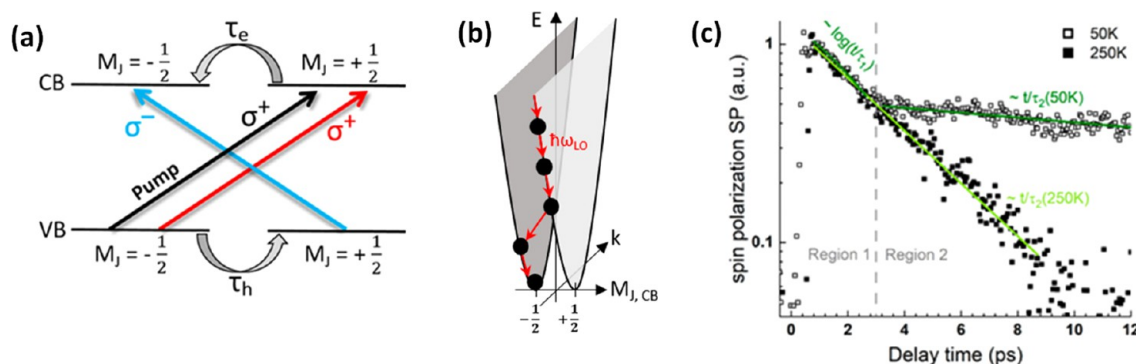 (a)
τe
MJ = - 1/2
MJ = + 1/2
CB
σ−
σ+
σ+
Pump
VB
MJ = - 1/2
MJ = + 1/2
τh
(b)
E
ħωLO
k
MJ, CB
- 1/2
+ 1/2
(c)
spin polarization SP (a.u.)
1
0.1
~ log(t/τ1)
50K
250K
~ t/τ2(50K)
~ t/τ2(250K)
Region 1
Region 2
0 2 4 6 8 10 12
Delay time (ps)